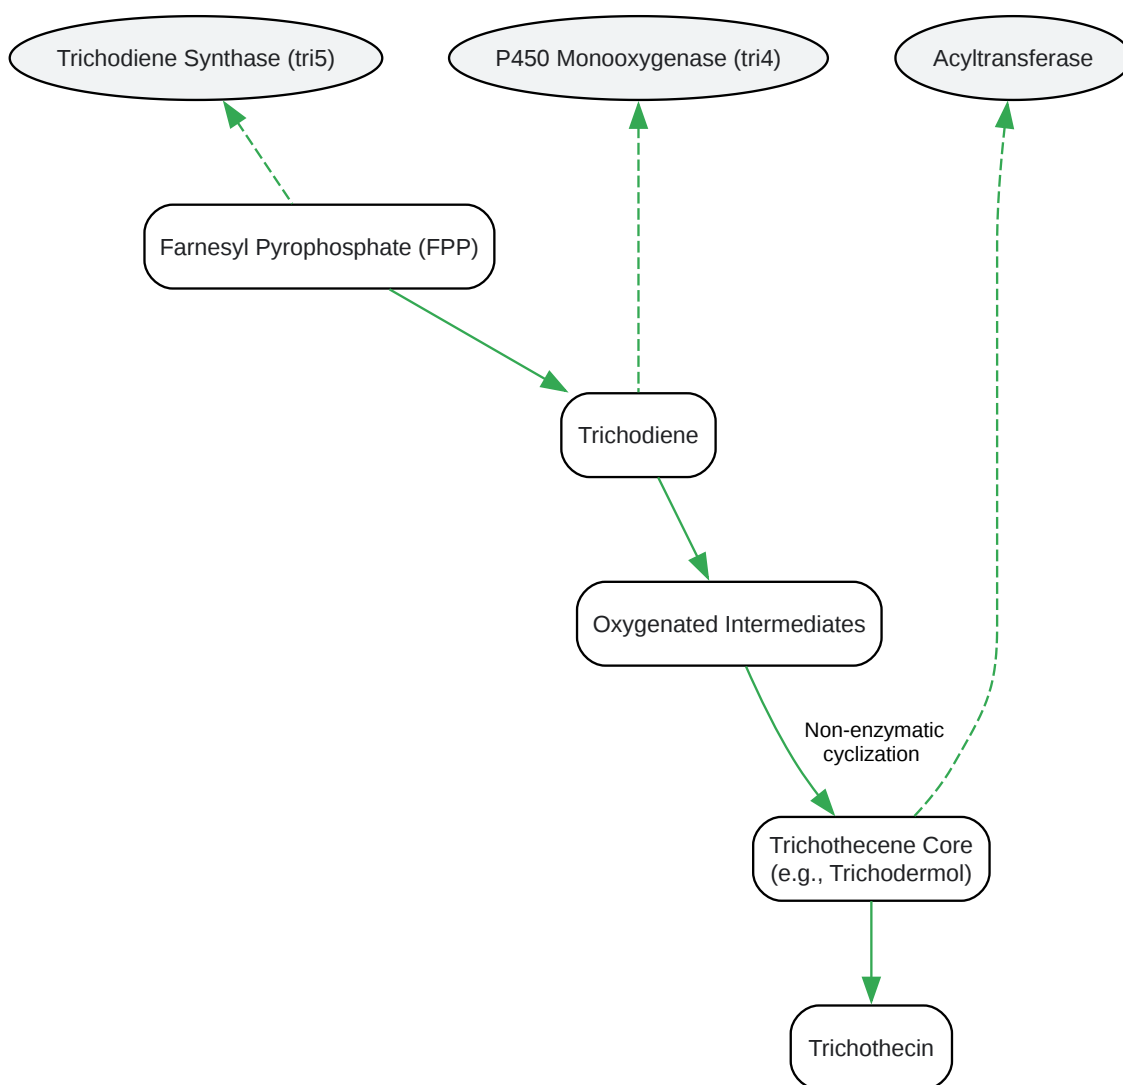 Trichodiene Synthase (tri5)
P450 Monooxygenase (tri4)
Acyltransferase
Farnesyl Pyrophosphate (FPP)
Trichodiene
Oxygenated Intermediates
Non-enzymatic
cyclization
Trichothecene Core
(e.g., Trichodermol)
Trichothecin